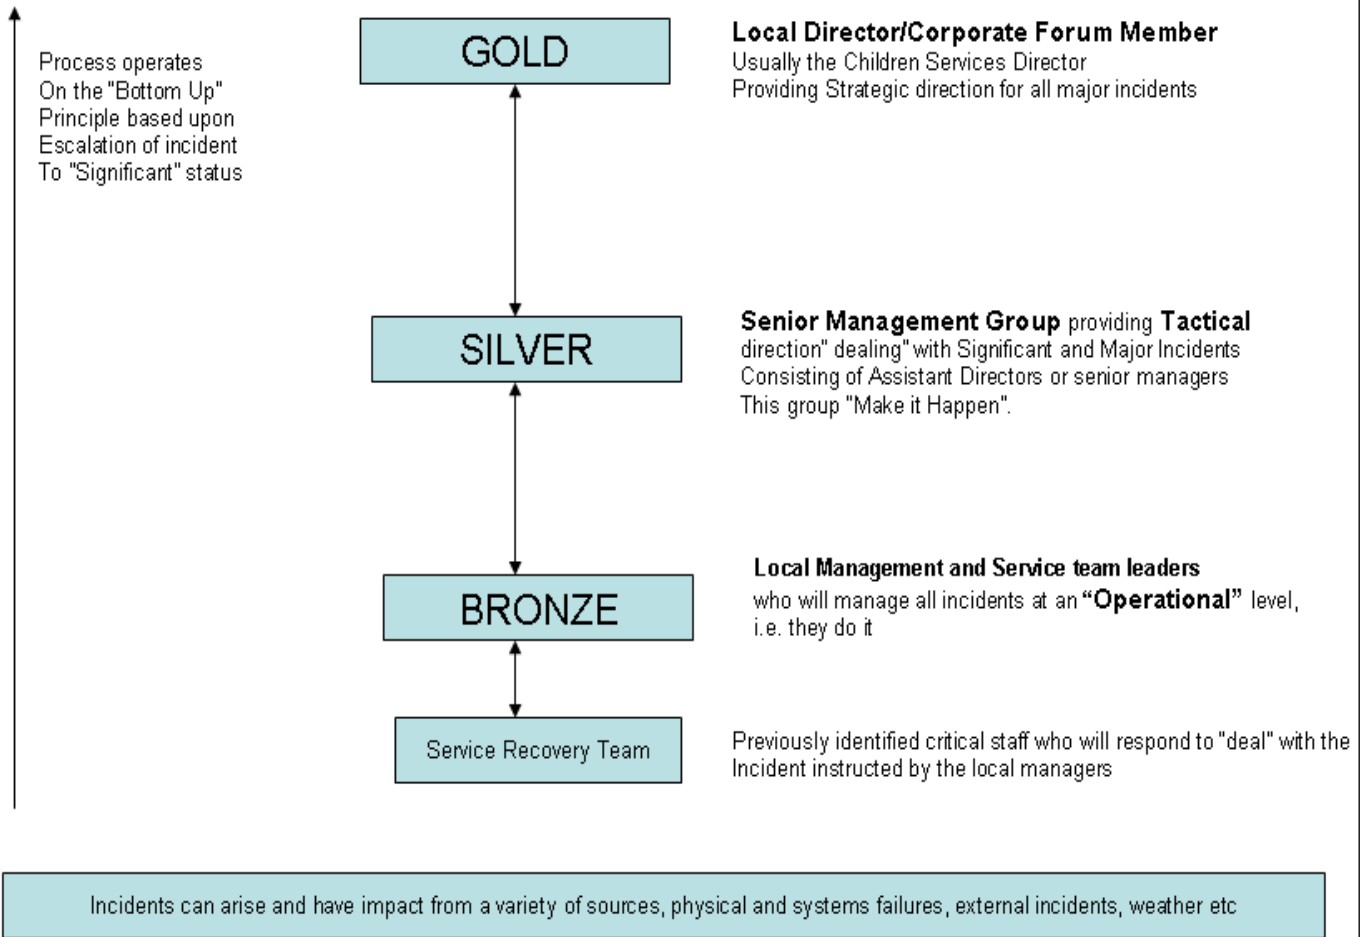 GOLD
Local Director/Corporate Forum Member
Usually the Children Services Director
Providing Strategic direction for all major incidents
Process operates
On the "Bottom Up"
Principle based upon
Escalation of incident
To "Significant" status
SILVER
Senior Management Group providing Tactical
direction" dealing" with Significant and Major Incidents
Consisting of Assistant Directors or senior managers
This group "Make it Happen".
BRONZE
Local Management and Service team leaders
who will manage all incidents at an “Operational” level,
i.e. they do it
Service Recovery Team
Previously identified critical staff who will respond to "deal" with the
Incident instructed by the local managers
Incidents can arise and have impact from a variety of sources, physical and systems failures, external incidents, weather etc